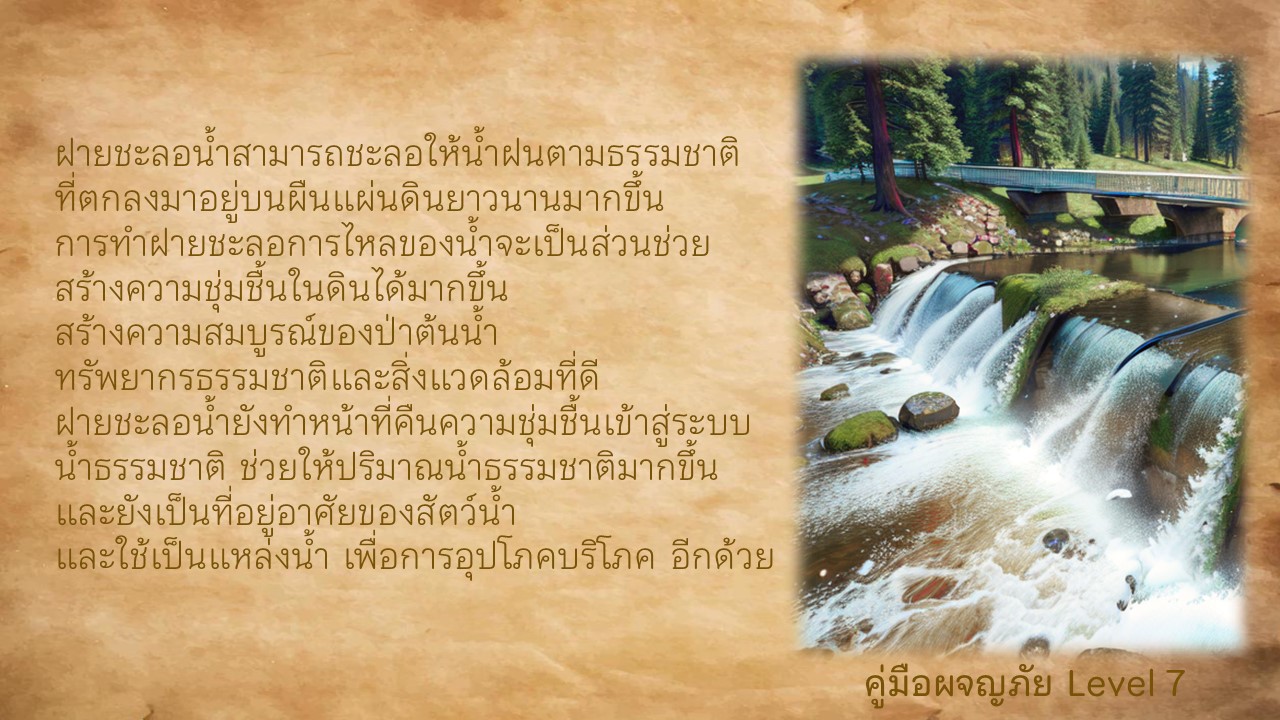 ฝายชะลอน้ำสามารถชะลอให้น้ำฝนตามธรรมชาติ
ที่ตกลงมาอยู่บนผืนแผ่นดินยาวนานมากขึ้น
การทำฝายชะลอการไหลของน้ำจะเป็นส่วนช่วย
สร้างความชุ่มชื้นในดินได้มากขึ้น
สร้างความสมบูรณ์ของป่าต้นน้ำ
ทรัพยากรธรรมชาติและสิ่งแวดล้อมที่ดี
ฝายชะลอน้ำยังทำหน้าที่คืนความชุ่มชื้นเข้าสู่ระบบ
น้ำธรรมชาติ ช่วยให้ปริมาณน้ำธรรมชาติมากขึ้น
และยังเป็นที่อยู่อาศัยของสัตว์น้ำ
และใช้เป็นแหล่งน้ำ เพื่อการอุปโภคบริโภค อีกด้วย
คู่มือผจญภัย Level 7